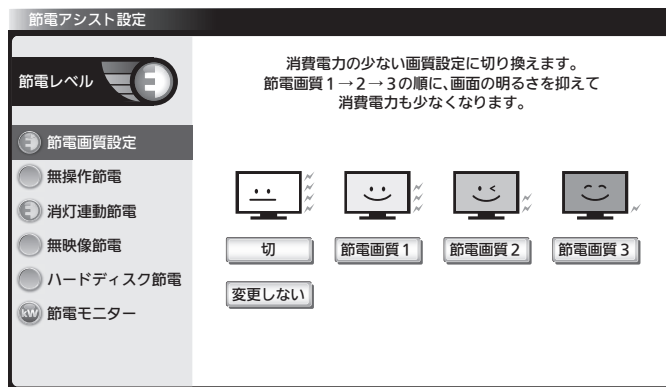 節電アシスト設定
節電レベル
E
消費電力の少ない画質設定に切り換えます。
節電画質1→2→3の順に、画面の明るさを抑えて
消費電力も少なくなります。
E 節電画質設定
無操作節電
E 消灯連動節電
無映像節電
ハードディスク節電
kW 節電モニター
切 節電画質1 節電画質2 節電画質3
変更しない